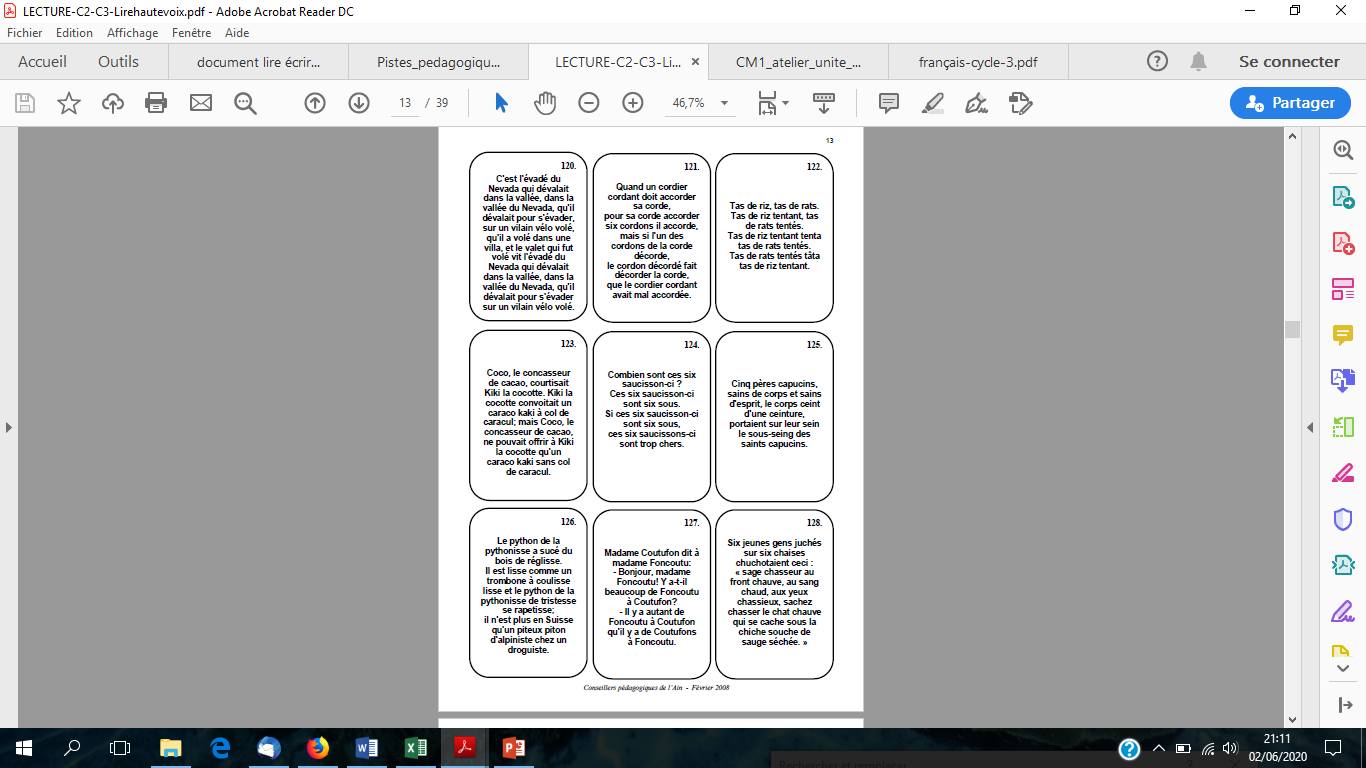 LECTURE-C2-C3-Lirehautevoix.pdf - Adobe Acrobat Reader DC
Fichier Edition Affichage Fenêtre Aide
Accueil Outils document lire écrir... Pistes_pedagogiqu... LECTURE-C2-C3-Li... × CM1_atelier_unite_... français-cycle-3.pdf Se connecter
13 / 39 46,7% Partager
13
120.
C'est l'évadé du
Nevada qui dévalait
dans la vallée, dans la
vallée du Nevada, qu'il
dévalait pour s'évader,
sur un vilain vélo volé,
qu'il a volé dans une
villa, et le valet qui fut
volé vit l'évadé du
Nevada qui dévalait
dans la vallée, dans la
vallée du Nevada, qu'il
dévalait pour s'évader
sur un vilain vélo volé.
121.
Quand un cordier
cordant doit accorder
sa corde,
pour sa corde accorder
six cordons il accorde,
mais si l'un des
cordons de la corde
décorde,
le cordon décordé fait
décorder la corde,
que le cordier cordant
avait mal accordée.
122.
Tas de riz, tas de rats.
Tas de riz tentant, tas
de rats tentés.
Tas de riz tentant tenta
tas de rats tentés.
Tas de rats tentés tâta
tas de riz tentant.
123.
Coco, le concasseur
de cacao, courtisait
Kiki la cocotte. Kiki la
cocotte convoitait un
caraco kaki à col de
caracul; mais Coco, le
concasseur de cacao,
ne pouvait offrir à Kiki
la cocotte qu'un
caraco kaki sans col
de caracul.
124.
Combien sont ces six
saucisson-ci ?
Ces six saucisson-ci
sont six sous.
Si ces six saucisson-ci
sont six sous,
ces six saucissons-ci
sont trop chers.
125.
Cinq pères capucins,
sains de corps et sains
d'esprit, le corps ceint
d'une ceinture,
portaient sur leur sein
le sous-seing des
saints capucins.
126.
Le python de la
pythonisse a sucé du
bois de réglisse.
Il est lisse comme un
trombone à coulisse
lisse et le python de la
pythonisse de tristesse
se rapetisse;
il n'est plus en Suisse
qu'un piteux piton
d'alpiniste chez un
droguiste.
127.
Madame Coutufon dit à
madame Foncoutu:
- Bonjour, madame
Foncoutu! Y a-t-il
beaucoup de Foncoutu
à Coutufon?
- Il y a autant de
Foncoutu à Coutufon
qu'il y a de Coutufons
à Foncoutu.
128.
Six jeunes gens juchés
sur six chaises
chuchotaient ceci :
« sage chasseur au
front chauve, au sang
chaud, aux yeux
chassieux, sachez
chasser le chat chauve
qui se cache sous la
chiche souche de
sauge séchée. »
Conseillers pédagogiques de l'Ain - Février 2008
Rechercher et remplacer
21:11
02/06/2020